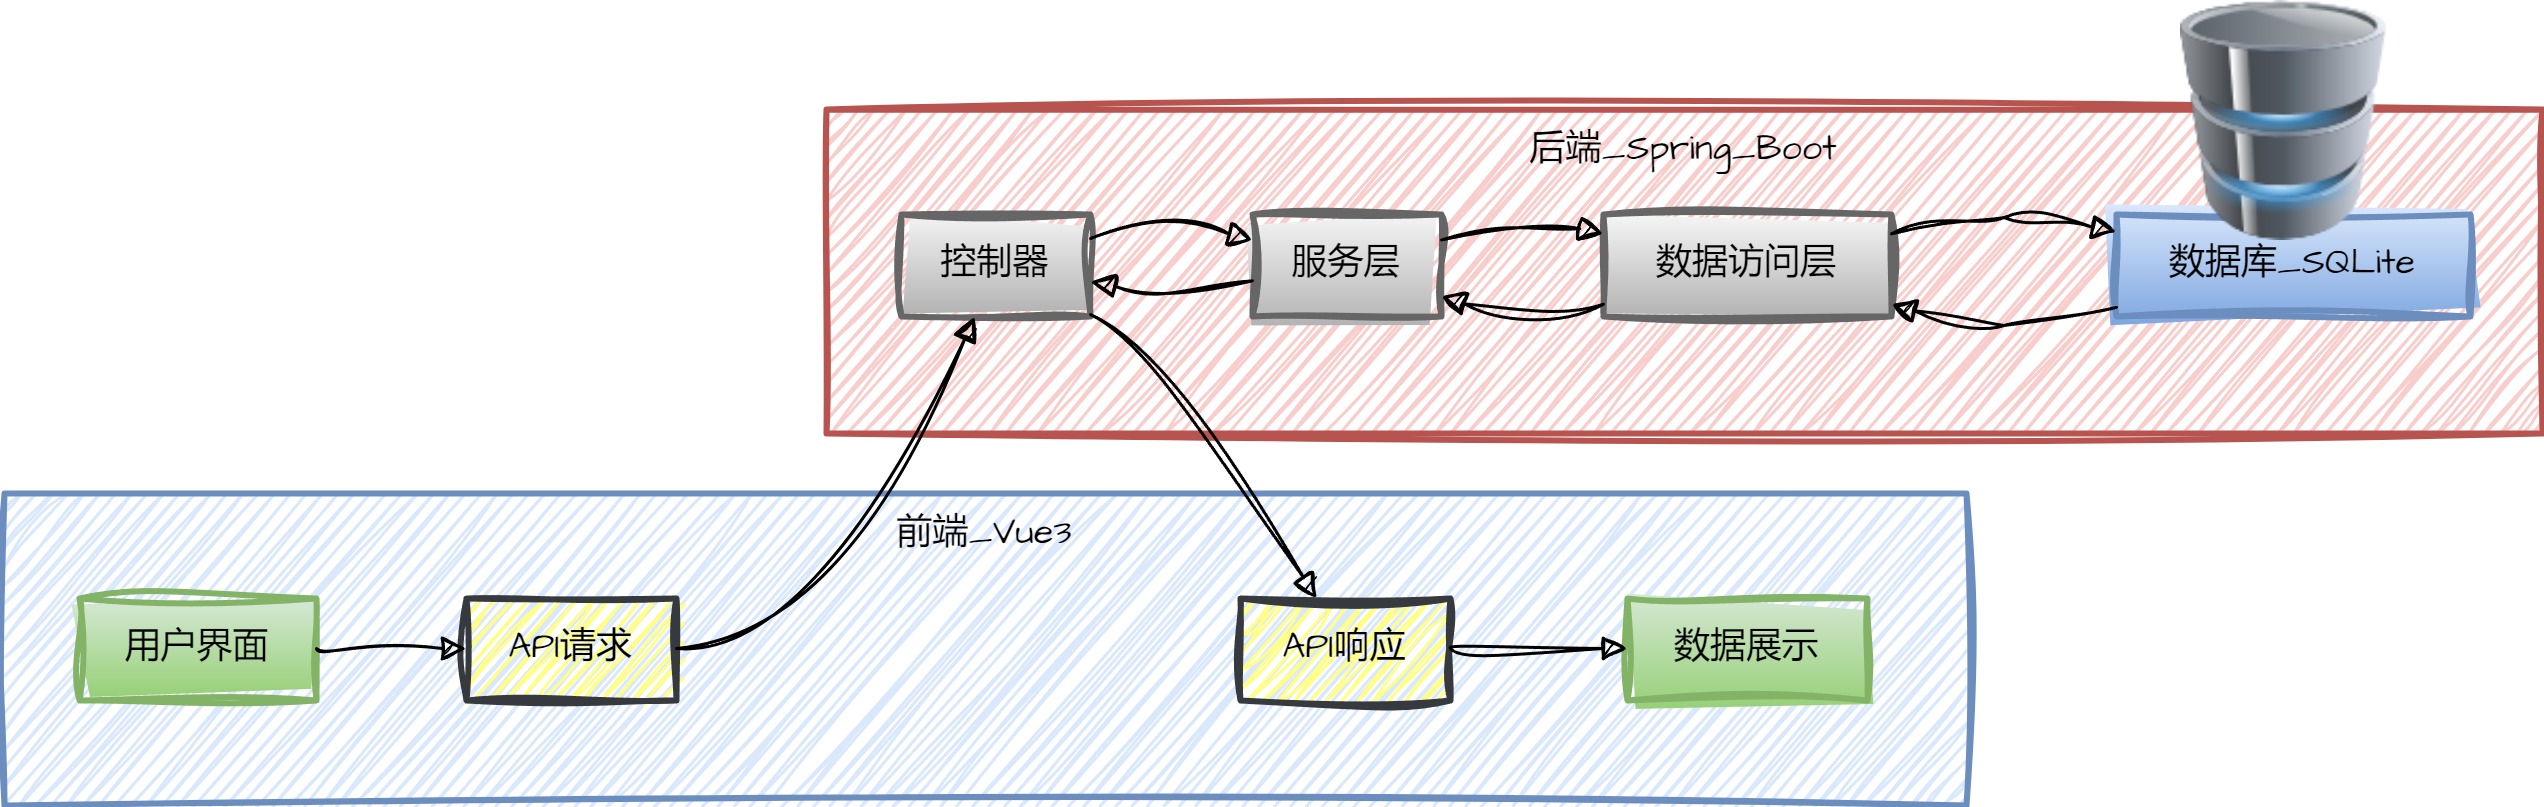 后端_Spring_Boot
控制器
服务层
数据访问层
数据库_SQLite
前端_Vue3
用户界面
API请求
API响应
数据展示